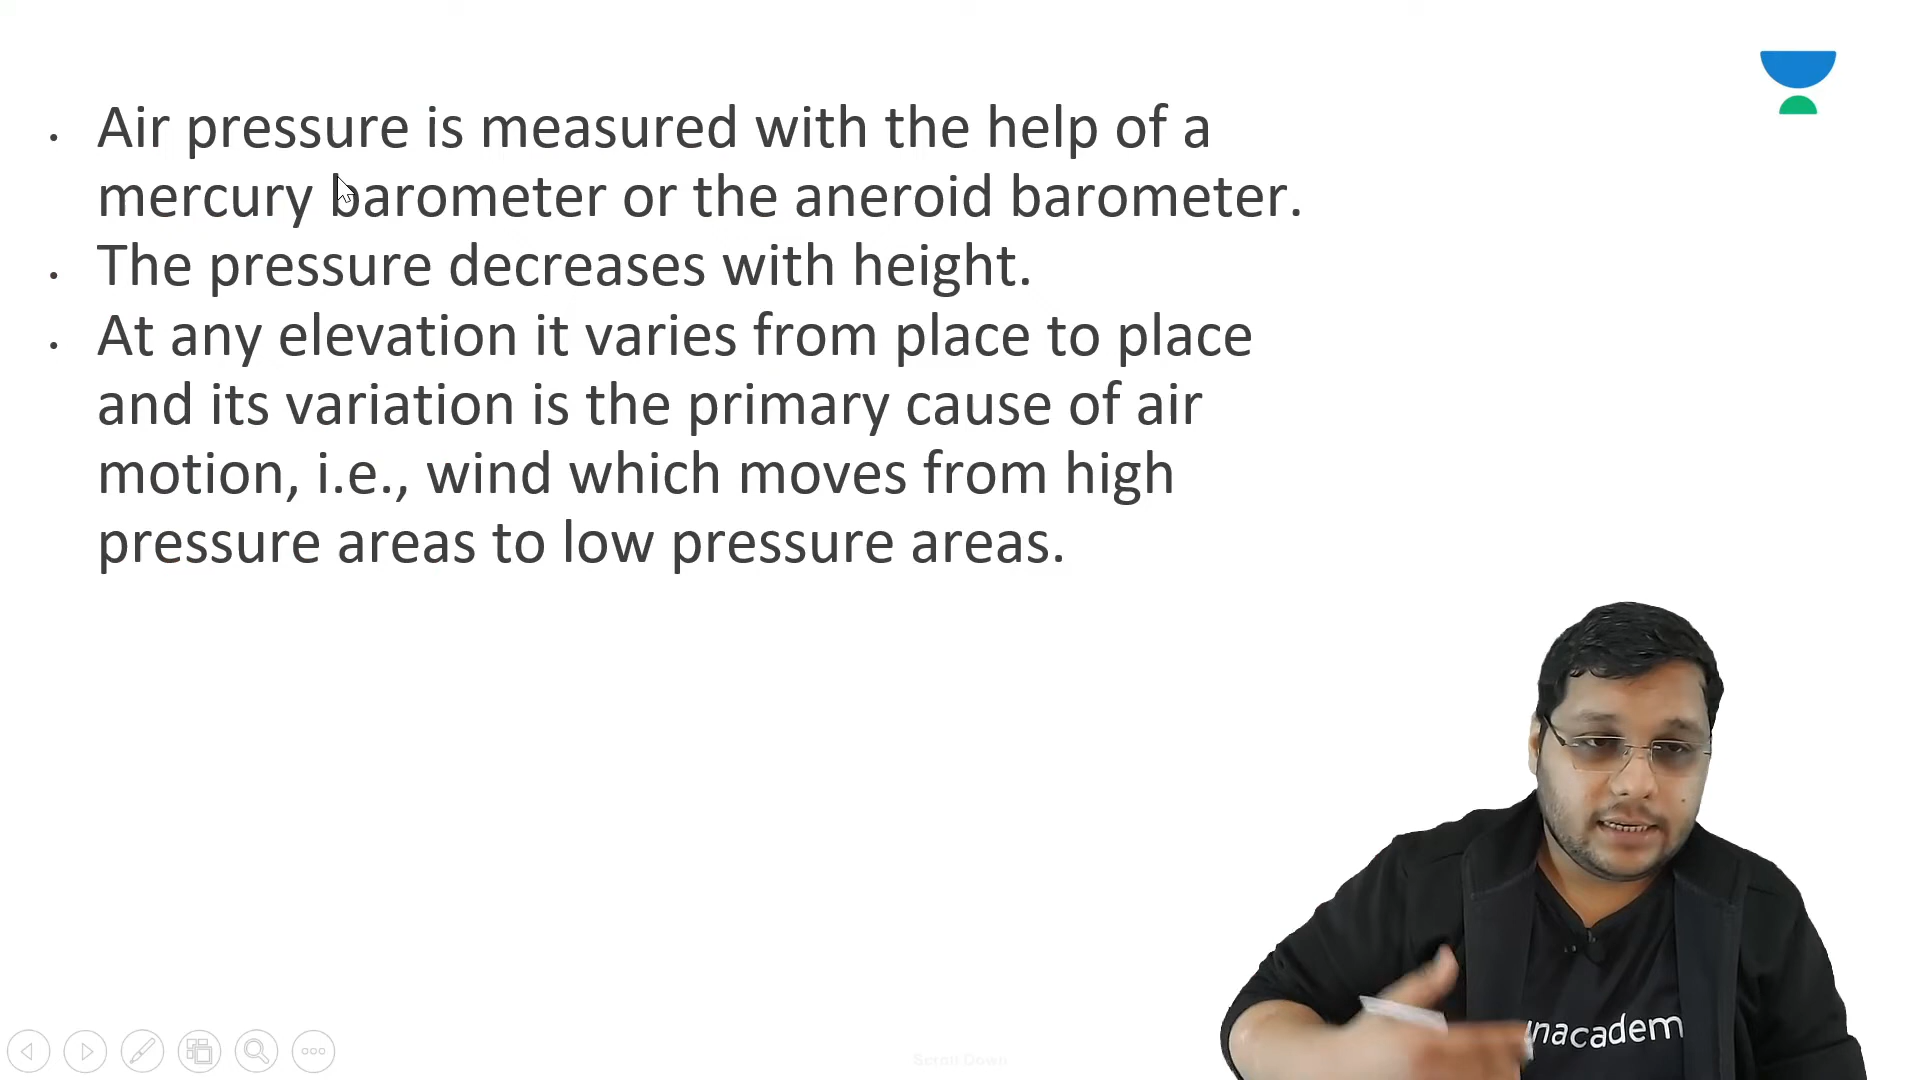 • Air pressure is measured with the help of a
mercury barometer or the aneroid barometer.
• The pressure decreases with height.
• At any elevation it varies from place to place
and its variation is the primary cause of air
motion, i.e., wind which moves from high
pressure areas to low pressure areas.
nacadem
Scroll Down